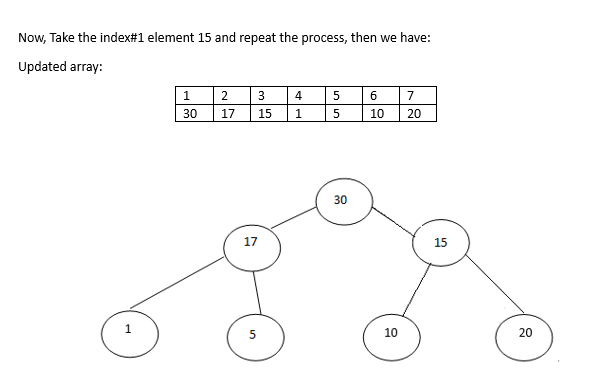 Now, Take the index#1 element 15 and repeat the process, then we have:
Updated array:
1 2 3 4 5 6 7
30 17 15 1 5 10 20
30
17 15
1 5 10 20